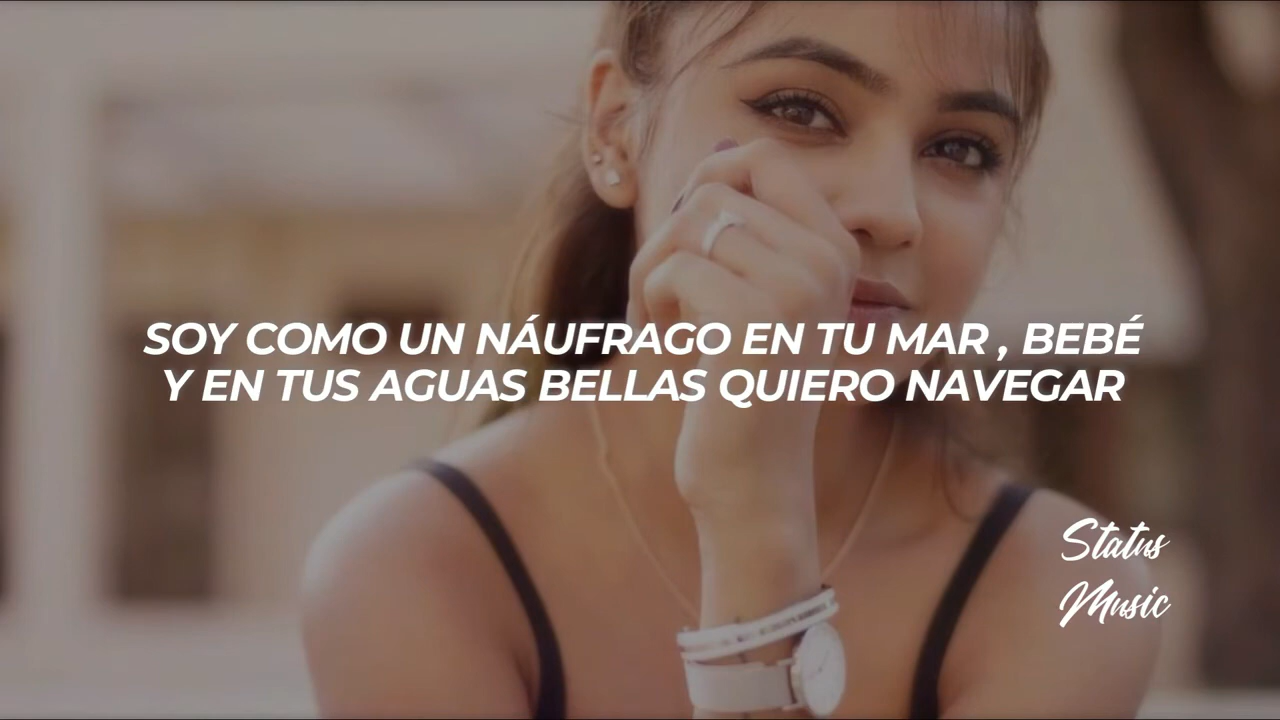 SOY COMO UN NÁUFRAGO EN TU MAR , BEBÉ
Y EN TUS AGUAS BELLAS QUIERO NAVEGAR
Status
Music